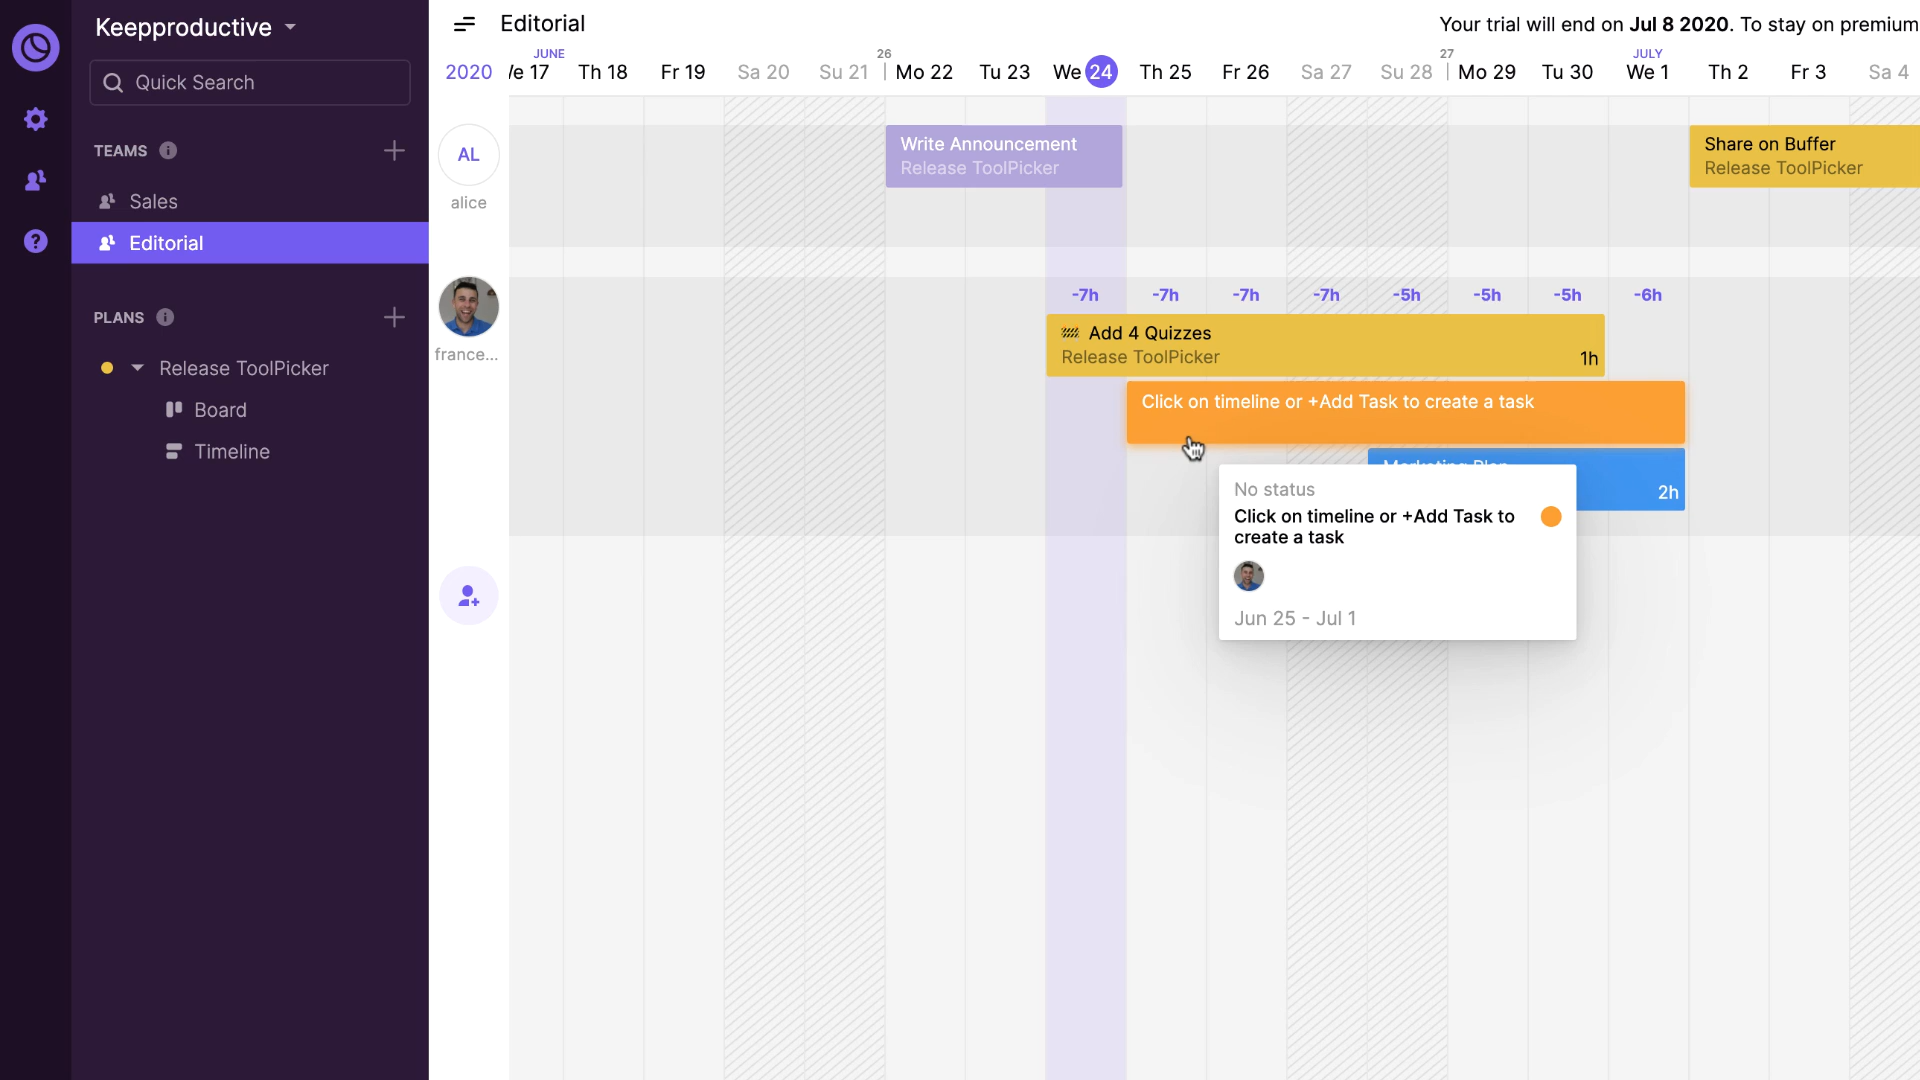 Keepproductive
Quick Search
TEAMS
Sales
Editorial
PLANS
Release ToolPicker
Board
Timeline
Editorial
Your trial will end on Jul 8 2020. To stay on premium
JUNE
26
27
JULY
2020
We 17
Th 18
Fr 19
Sa 20
Su 21
Mo 22
Tu 23
We 24
Th 25
Fr 26
Sa 27
Su 28
Mo 29
Tu 30
We 1
Th 2
Fr 3
Sa 4
AL
alice
Write Announcement
Release ToolPicker
Share on Buffer
Release ToolPicker
france...
-7h
-7h
-7h
-7h
-5h
-5h
-5h
-6h
Add 4 Quizzes
Release ToolPicker
1h
Click on timeline or +Add Task to create a task
Marketing Plan
2h
No status
Click on timeline or +Add Task to
create a task
Jun 25 - Jul 1